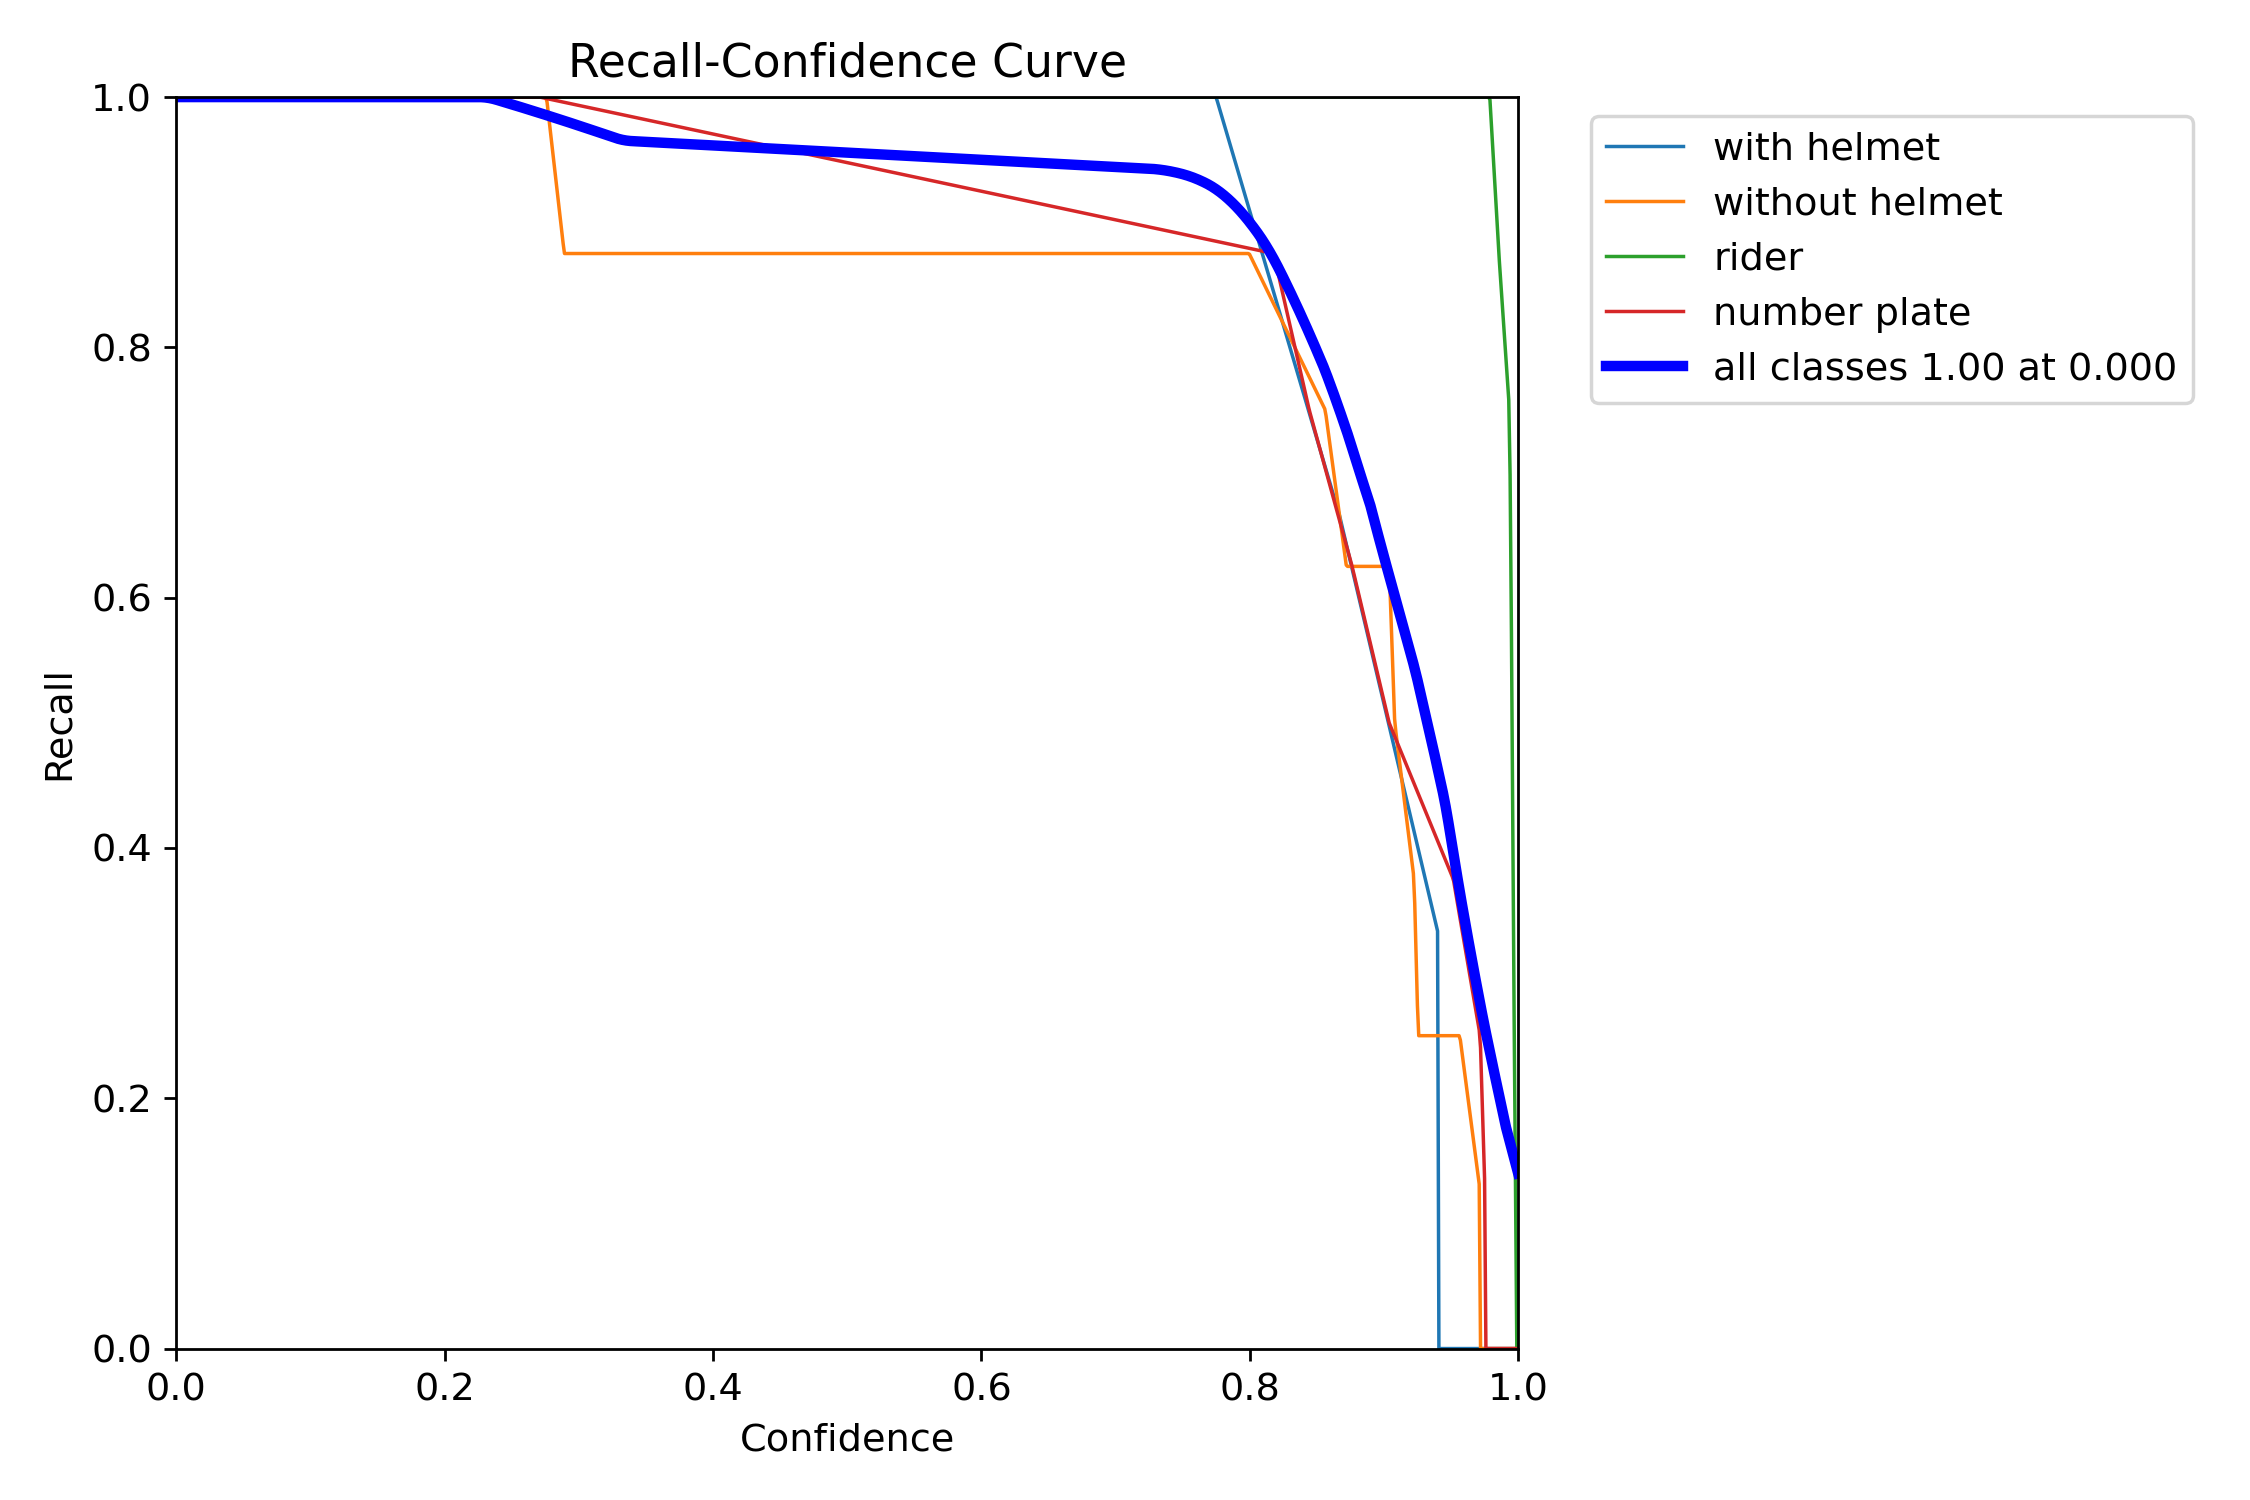 Recall-Confidence Curve
1.0
0.8
0.6
0.4
0.2
0.0
Recall
0.0 0.2 0.4 0.6 0.8 1.0
Confidence
with helmet
without helmet
rider
number plate
all classes 1.00 at 0.000